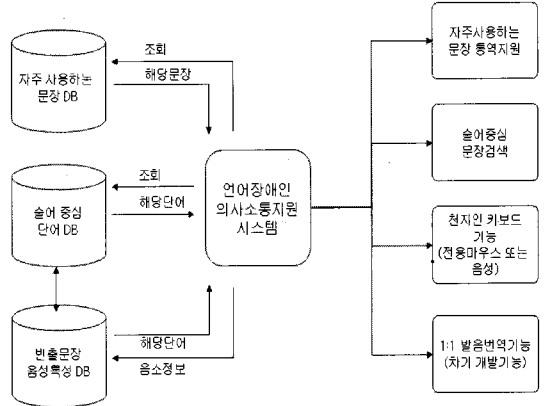 자주 사용하는
문장 DB
조회
해당문장
술어 중심
단어 DB
조회
해당단어
빈출문장
음성특성 DB
해당단어
음소정보
언어장애인
의사소통지원
시스템
자주사용하는
문장 통역지원
술어중심
문장검색
천지인 키보드
기능
(전용마우스 또는
음성)
1:1 발음번역기능
(차기 개발기능)